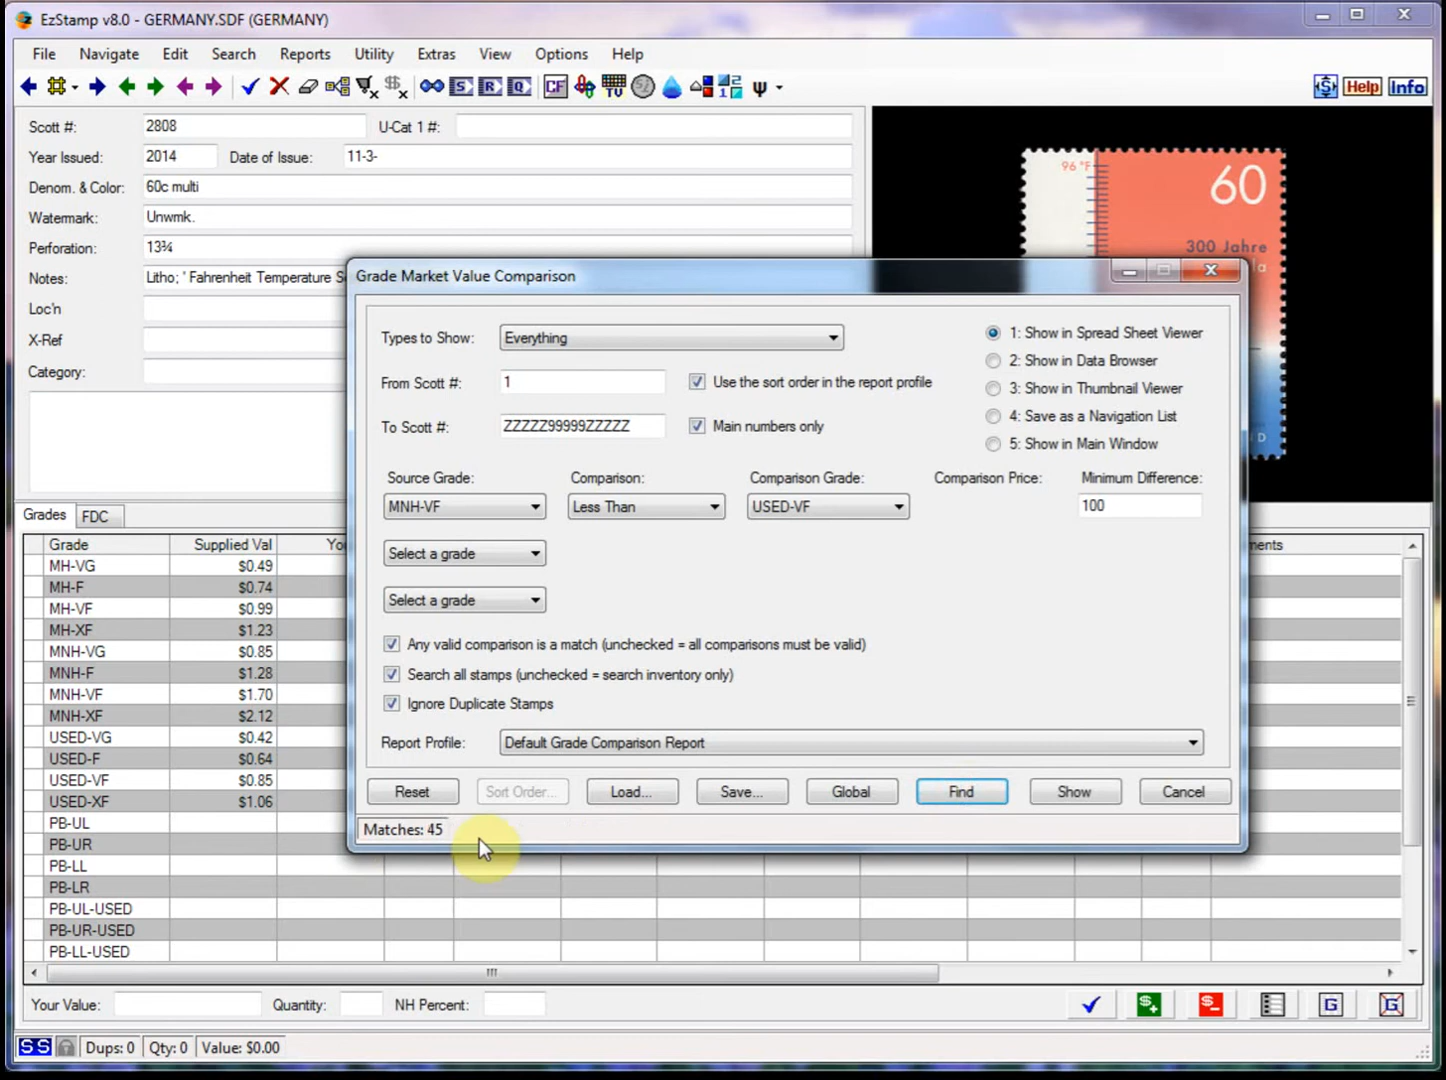 EzStamp v8.0 - GERMANY.SDF (GERMANY)
File Navigate Edit Search Reports Utility Extras View Options Help
CF TV Help Info
Scott #: 2808 U-Cat 1 #:
Year Issued: 2014 Date of Issue: 11-3-
Denom. & Color: 60c multi
Watermark: Unwmk.
Perforation: 13¾
Notes: Litho; ' Fahrenheit Temperature
Loc'n
X-Ref
Category:
96 °F
60
300 Jahre
Grade Market Value Comparison
Types to Show: Everything
From Scott #: 1
Use the sort order in the report profile
To Scott #: ZZZZZ99999ZZZZZ
Main numbers only
1: Show in Spread Sheet Viewer
2: Show in Data Browser
3: Show in Thumbnail Viewer
4: Save as a Navigation List
5: Show in Main Window
Source Grade: Comparison: Comparison Grade: Comparison Price: Minimum Difference:
MNH-VF Less Than USED-VF 100
Select a grade
Select a grade
Any valid comparison is a match (unchecked = all comparisons must be valid)
Search all stamps (unchecked = search inventory only)
Ignore Duplicate Stamps
Report Profile: Default Grade Comparison Report
Reset Sort Order... Load... Save... Global Find Show Cancel
Matches: 45
Grades FDC
Grade Supplied Val
MH-VG $0.49
MH-F $0.74
MH-VF $0.99
MH-XF $1.23
MNH-VG $0.85
MNH-F $1.28
MNH-VF $1.70
MNH-XF $2.12
USED-VG $0.42
USED-F $0.64
USED-VF $0.85
USED-XF $1.06
PB-UL
PB-UR
PB-LL
PB-LR
PB-UL-USED
PB-UR-USED
PB-LL-USED
Your Value: Quantity: NH Percent:
SS Dups: 0 Qty: 0 Value: $0.00